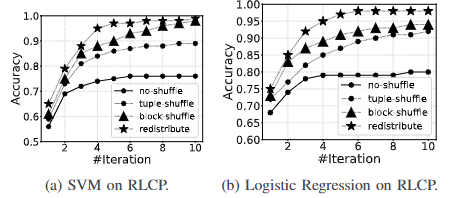 1.0
0.9
0.8
0.7
0.6
0.5
Accuracy
no-shuffle
tuple-shuffle
block-shuffle
redistribute
2 4 6 8 10
#Iteration
(a) SVM on RLCP.
1.00
0.95
0.90
0.85
0.80
0.75
0.70
0.65
0.60
Accuracy
no-shuffle
tuple-shuffle
block-shuffle
redistribute
2 4 6 8 10
#Iteration
(b) Logistic Regression on RLCP.